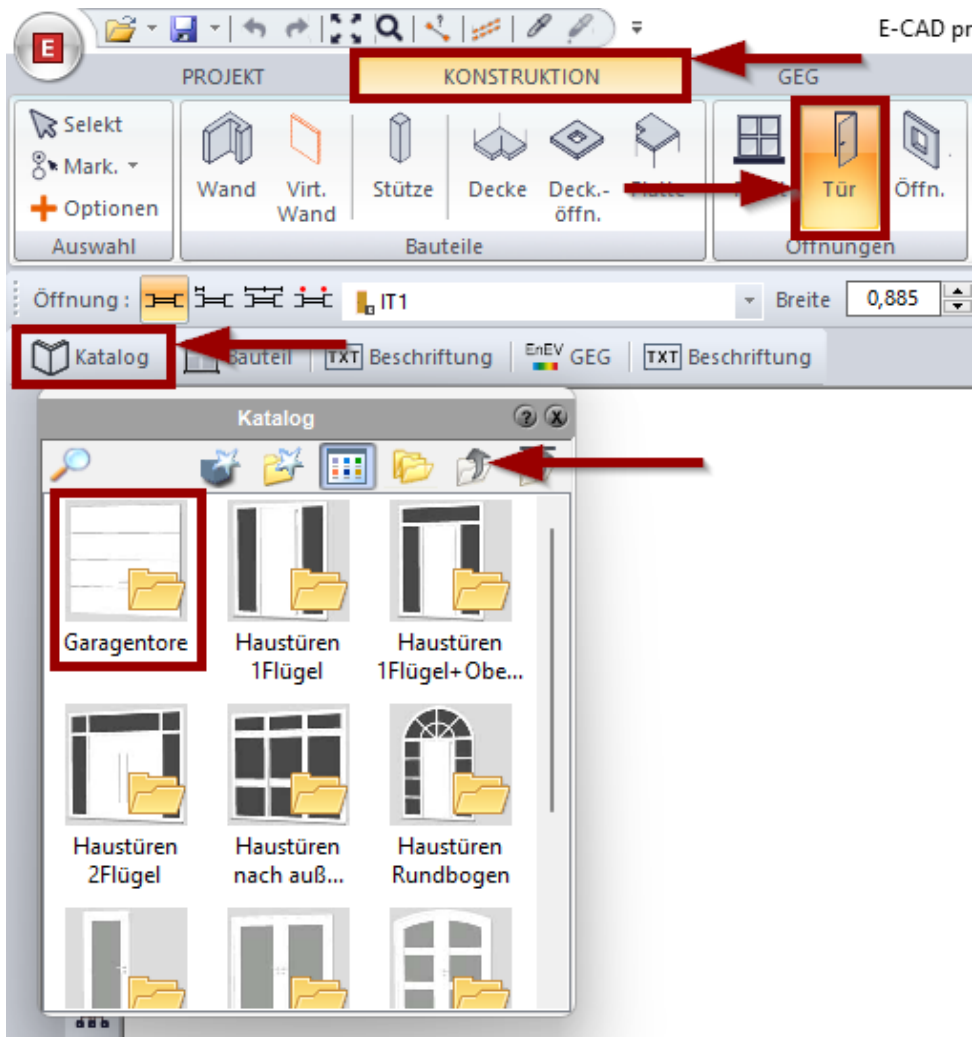 E-CAD pr
E
PROJEKT KONSTRUKTION GEG
Selekt
Mark.
Optionen
Auswahl
Wand Virt. Wand Stütze Decke Deck.- öffn.
Bauteile
Tür Öffn.
Öffnungen
Öffnung : IT1 Breite 0,885
Katalog Bauteil TXT Beschriftung EnEV GEG TXT Beschriftung
Katalog
Garagentore
Haustüren
1Flügel
Haustüren
1Flügel+Obe...
Haustüren
2Flügel
Haustüren
nach auß...
Haustüren
Rundbogen